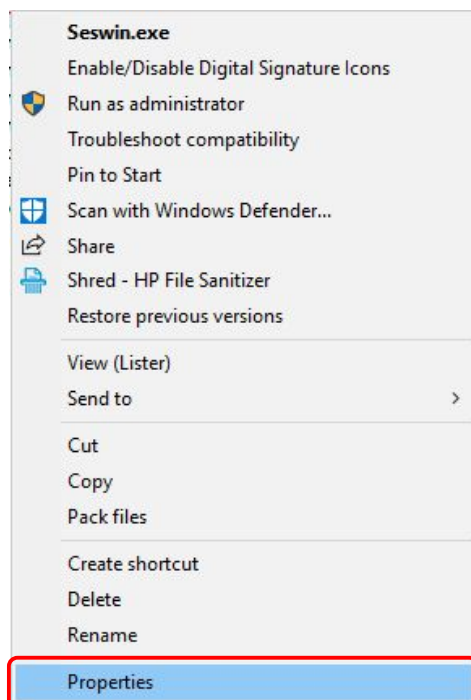 Seswin.exe
Enable/Disable Digital Signature Icons
Run as administrator
Troubleshoot compatibility
Pin to Start
Scan with Windows Defender...
Share
Shred - HP File Sanitizer
Restore previous versions
View (Lister)
Send to
Cut
Copy
Pack files
Create shortcut
Delete
Rename
Properties